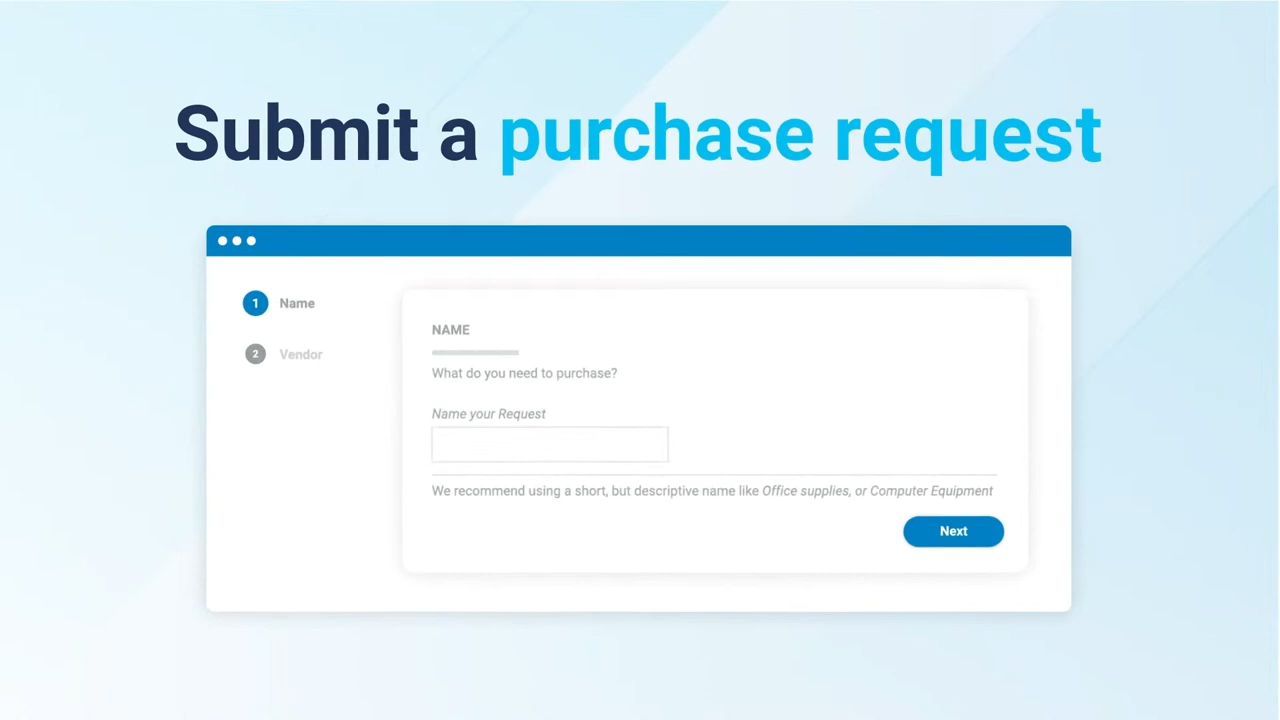 Submit a purchase request
1 Name
2 Vendor
NAME
What do you need to purchase?
Name your Request
We recommend using a short, but descriptive name like Office supplies, or Computer Equipment
Next